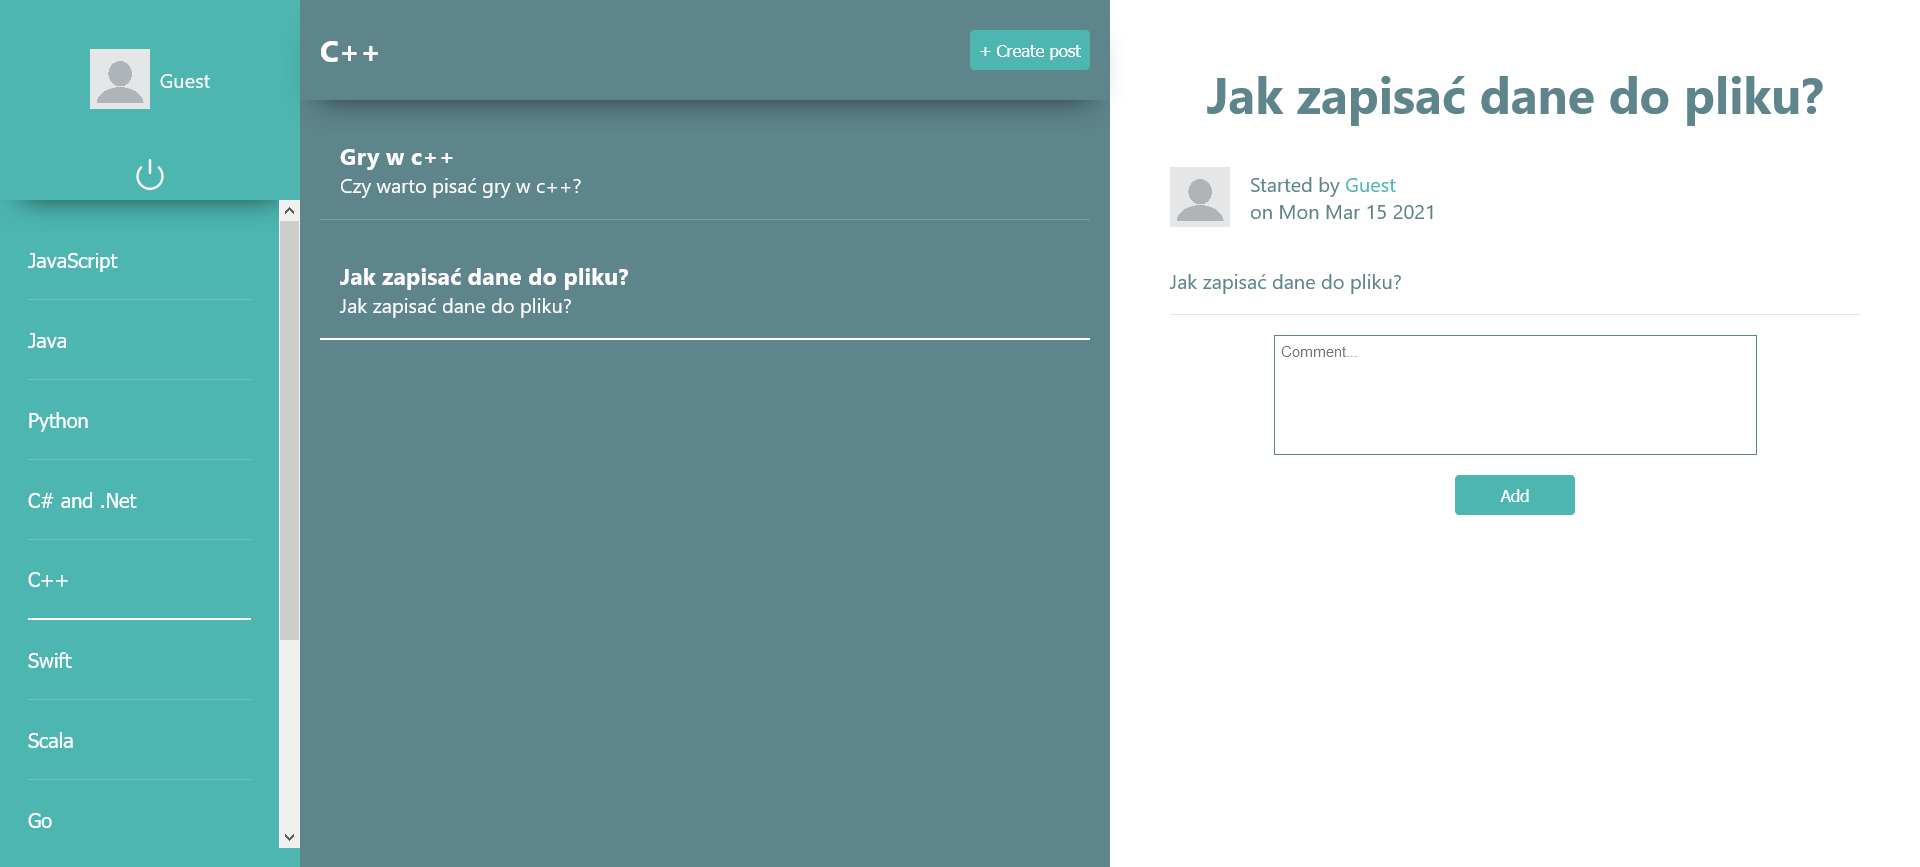 Guest
JavaScript
Java
Python
C# and .Net
C++
Swift
Scala
Go
C++
+ Create post
Gry w c++
Czy warto pisać gry w c++?
Jak zapisać dane do pliku?
Jak zapisać dane do pliku?
Jak zapisać dane do pliku?
Started by Guest
on Mon Mar 15 2021
Jak zapisać dane do pliku?
Comment...
Add